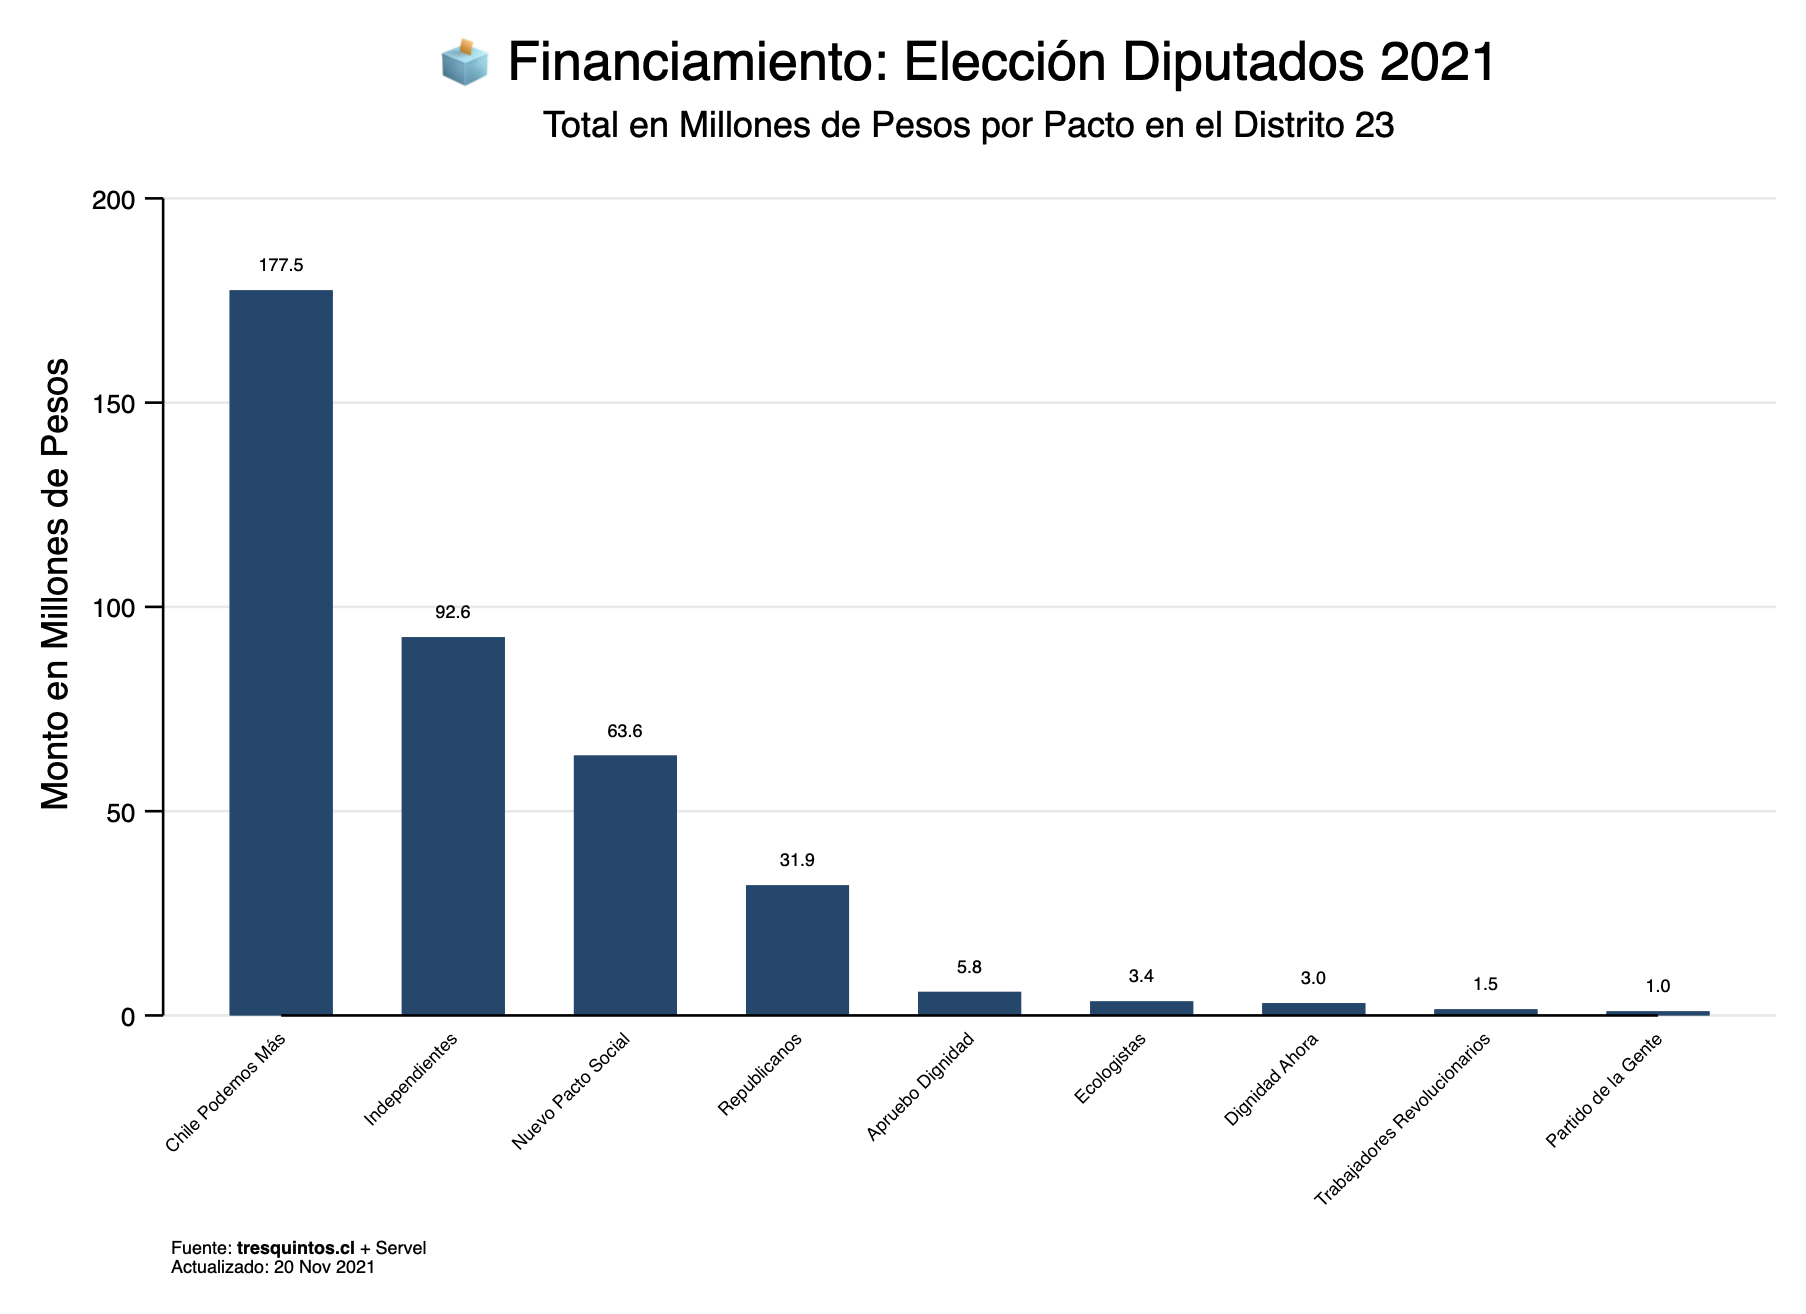 Financiamiento: Elección Diputados 2021
Total en Millones de Pesos por Pacto en el Distrito 23
Monto en Millones de Pesos
200
150
100
50
0
177.5
92.6
63.6
31.9
5.8
3.4
3.0
1.5
1.0
Chile Podemos Más
Independientes
Nuevo Pacto Social
Republicanos
Apruebo Dignidad
Ecologistas
Dignidad Ahora
Trabajadores Revolucionarios
Partido de la Gente
Fuente: tresquintos.cl + Servel
Actualizado: 20 Nov 2021